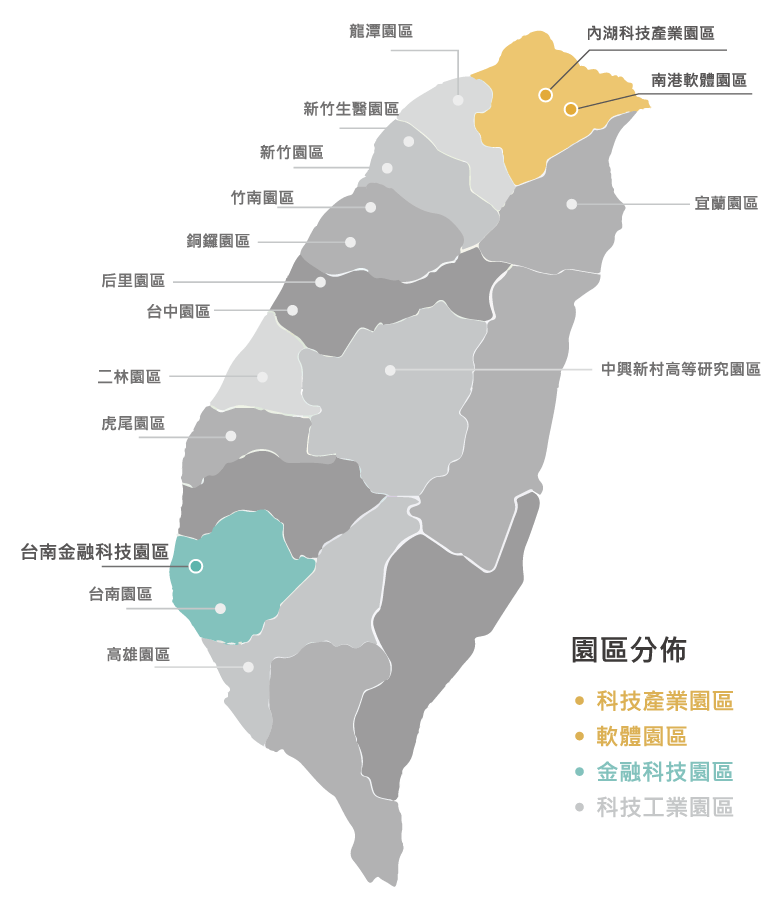 龍潭園區
內湖科技產業園區
南港軟體園區
新竹生醫園區
新竹園區
竹南園區
宜蘭園區
銅鑼園區
后里園區
台中園區
二林園區
中興新村高等研究園區
虎尾園區
台南金融科技園區
台南園區
高雄園區
園區分佈
科技產業園區
軟體園區
金融科技園區
科技工業園區